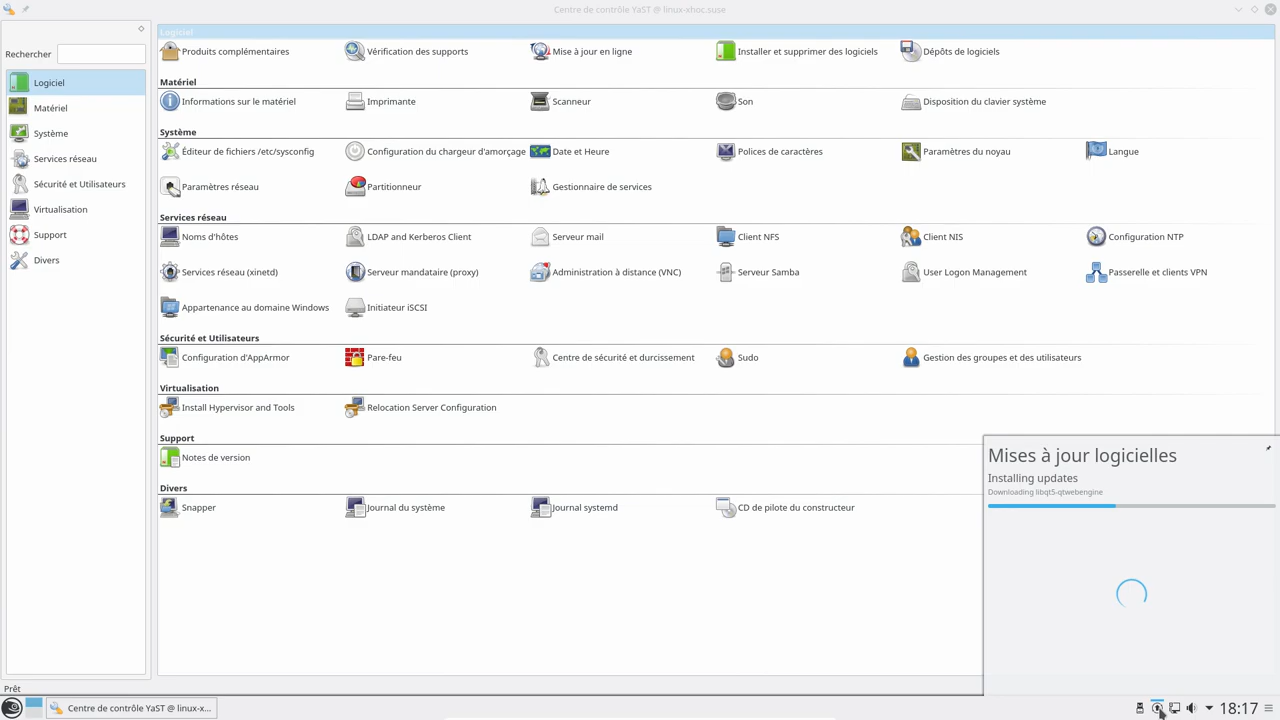 Centre de contrôle YaST @ linux-xhoc.suse
Rechercher
Logiciel
Matériel
Système
Services réseau
Sécurité et Utilisateurs
Virtualisation
Support
Divers
Logiciel
Produits complémentaires
Vérification des supports
Mise à jour en ligne
Installer et supprimer des logiciels
Dépôts de logiciels
Matériel
Informations sur le matériel
Imprimante
Scanneur
Son
Disposition du clavier système
Système
Éditeur de fichiers /etc/sysconfig
Configuration du chargeur d'amorçage
Date et Heure
Polices de caractères
Paramètres du noyau
Langue
Paramètres réseau
Partitionneur
Gestionnaire de services
Services réseau
Noms d'hôtes
LDAP and Kerberos Client
Serveur mail
Client NFS
Client NIS
Configuration NTP
Services réseau (xinetd)
Serveur mandataire (proxy)
Administration à distance (VNC)
Serveur Samba
User Logon Management
Passerelle et clients VPN
Appartenance au domaine Windows
Initiateur iSCSI
Sécurité et Utilisateurs
Configuration d'AppArmor
Pare-feu
Centre de sécurité et durcissement
Sudo
Gestion des groupes et des utilisateurs
Virtualisation
Install Hypervisor and Tools
Relocation Server Configuration
Support
Notes de version
Divers
Snapper
Journal du système
Journal systemd
CD de pilote du constructeur
Mises à jour logicielles
Installing updates
Downloading libqt5-qtwebengine
Prêt
Centre de contrôle YaST @ linux-x...
18:17